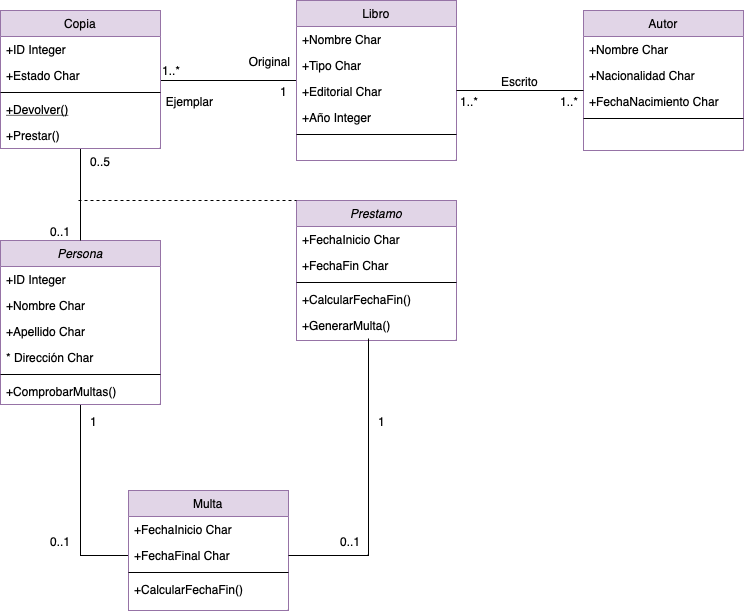 Copia
+ID Integer
+Estado Char
+Devolver()
+Prestar()
1..*
Ejemplar
Original
1
Libro
+Nombre Char
+Tipo Char
+Editorial Char
+Año Integer
Escrito
1..*
1..*
Autor
+Nombre Char
+Nacionalidad Char
+FechaNacimiento Char
0..5
0..1
Persona
+ID Integer
+Nombre Char
+Apellido Char
* Dirección Char
+ComprobarMultas()
Prestamo
+FechaInicio Char
+FechaFin Char
+CalcularFechaFin()
+GenerarMulta()
1
1
0..1
0..1
Multa
+FechaInicio Char
+FechaFinal Char
+CalcularFechaFin()